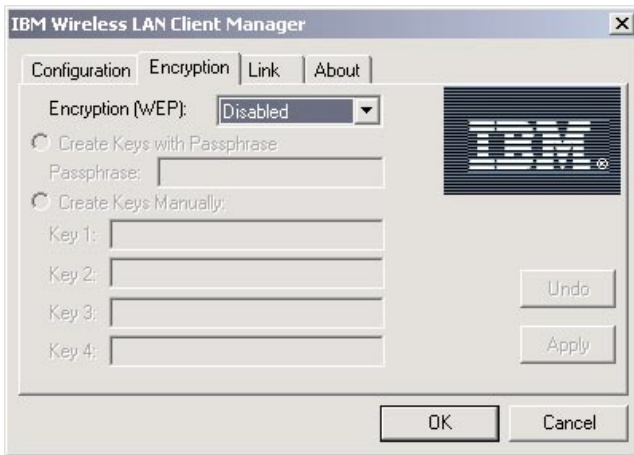 IBM Wireless LAN Client Manager
Configuration Encryption Link About
Encryption (WEP): Disabled
IBM®
Create Keys with Passphrase
Passphrase:
Create Keys Manually:
Key 1:
Key 2:
Key 3:
Key 4:
Undo
Apply
OK Cancel